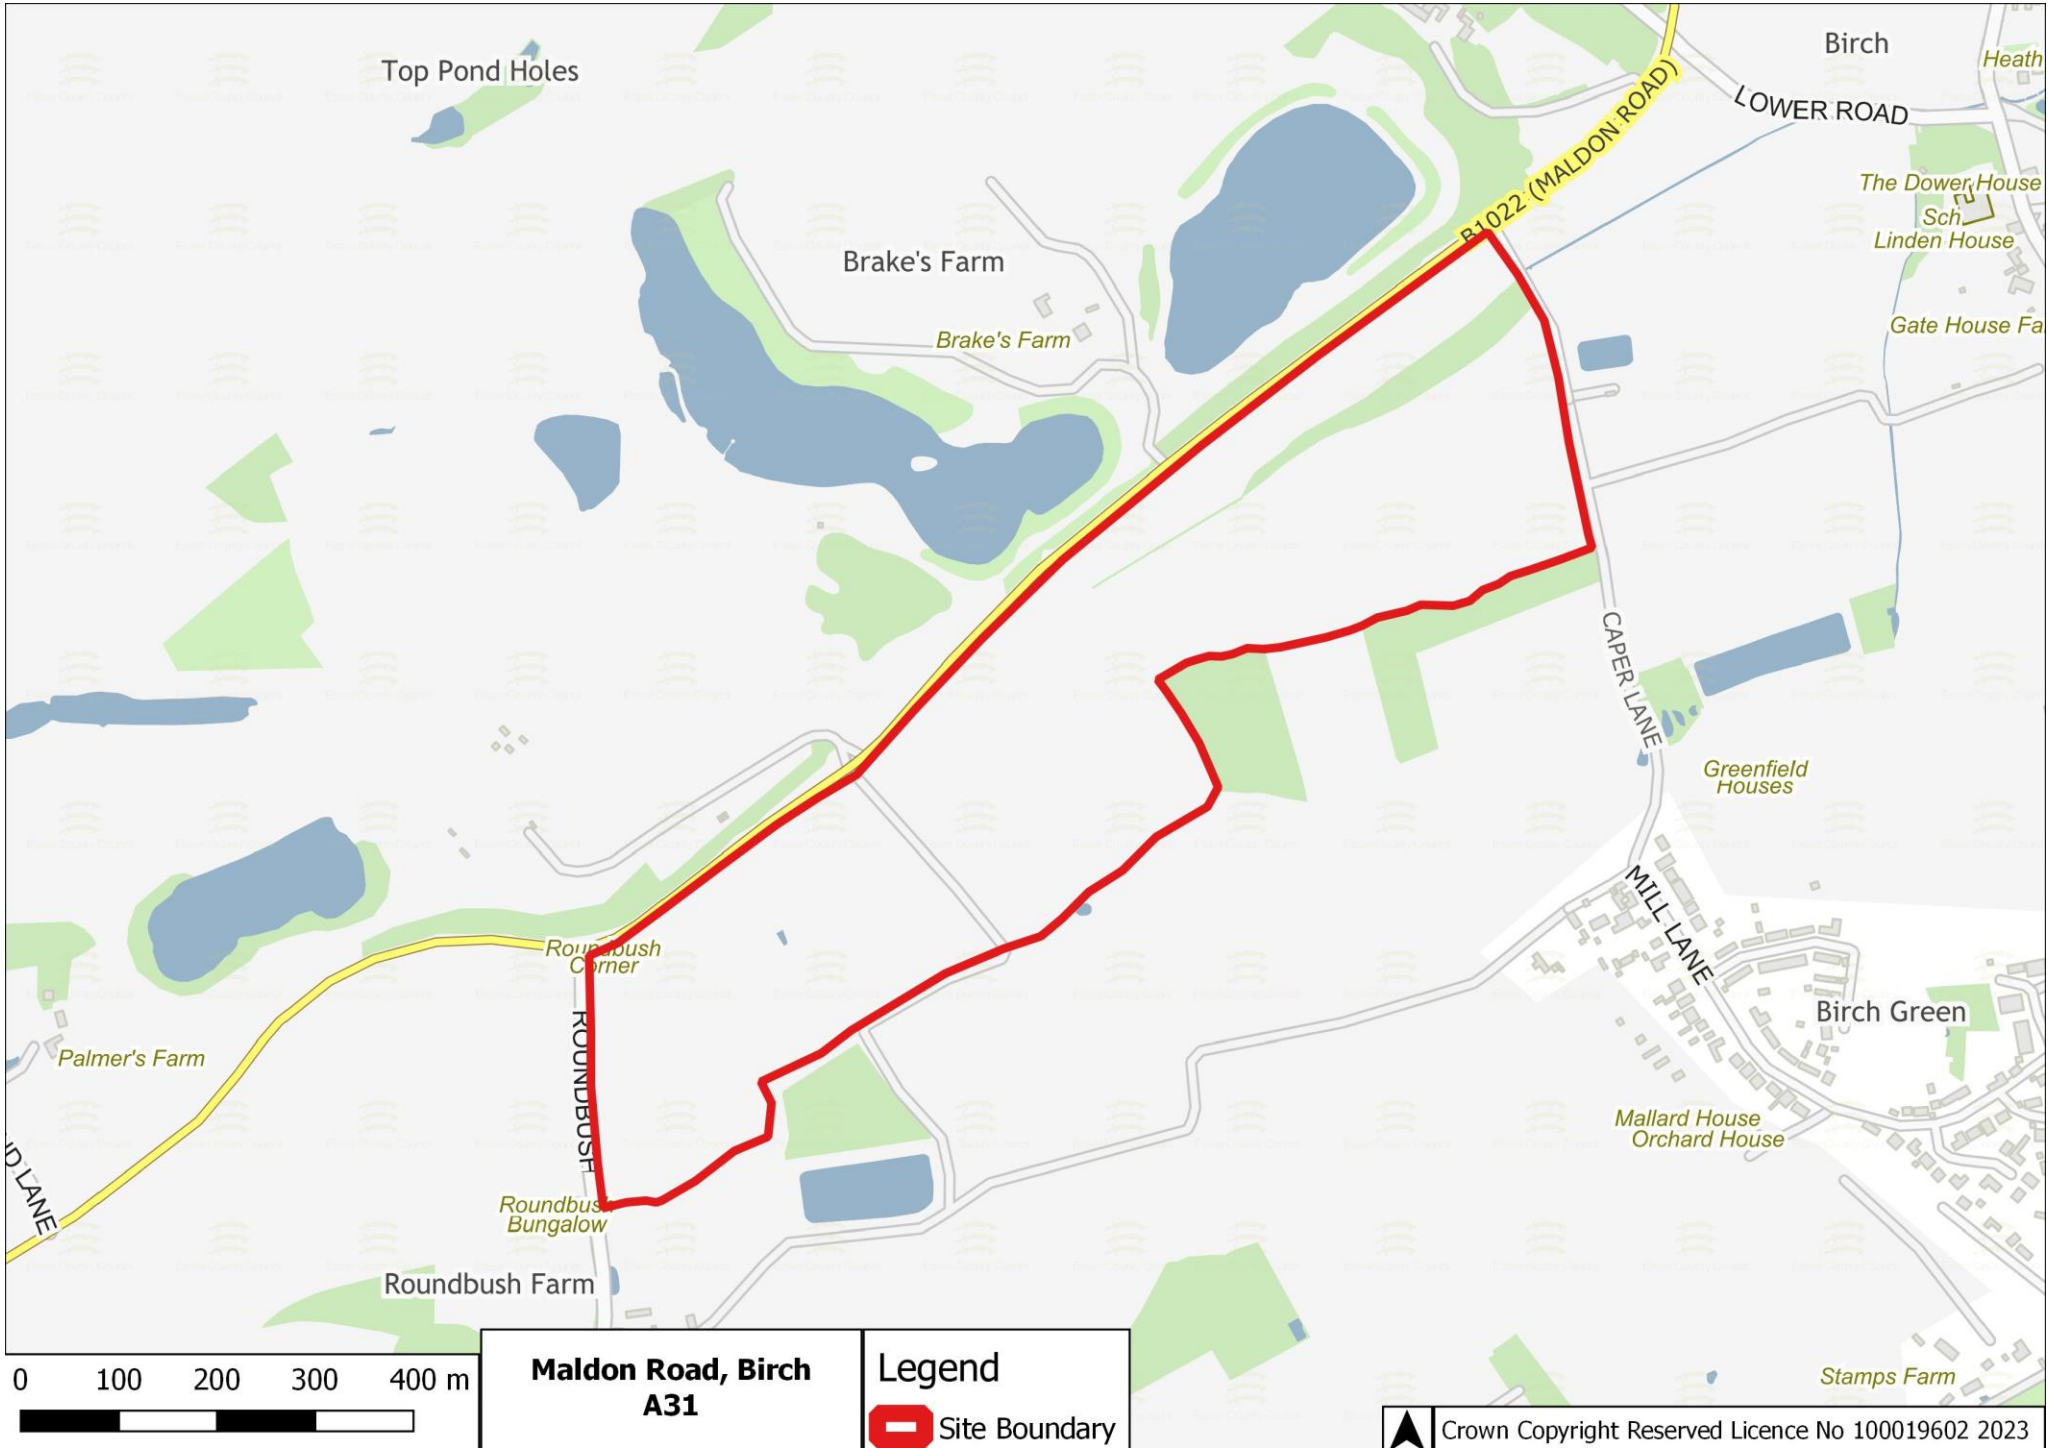 Top Pond Holes
Birch
Heath
B1022 (MALDON ROAD)
LOWER ROAD
The Dower House
Sch
Linden House
Brake's Farm
Gate House Fa
Brake's Farm
CAPER LANE
Greenfield
Houses
MILL LANE
Roundbush
Corner
ROUNDBUSH
Birch Green
Palmer's Farm
Mallard House
Orchard House
LANE
Roundbush
Bungalow
Roundbush Farm
Stamps Farm
0 100 200 300 400 m
Maldon Road, Birch
A31
Legend
Site Boundary
Crown Copyright Reserved Licence No 100019602 2023